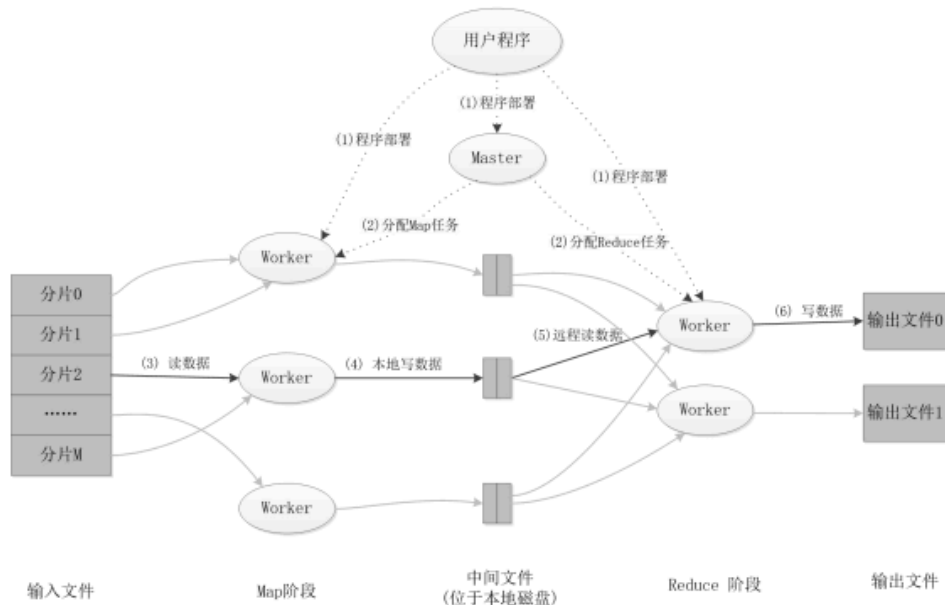 用户程序
(1)程序部署
(1)程序部署
Master
(1)程序部署
(2)分配Map任务
(2)分配Reduce任务
Worker
分片0
分片1
分片2
……
分片M
(3) 读数据
Worker
(4) 本地写数据
(5)远程读数据
Worker
(6) 写数据
输出文件0
Worker
输出文件1
Worker
输入文件
Map阶段
中间文件
(位于本地磁盘)
Reduce 阶段
输出文件